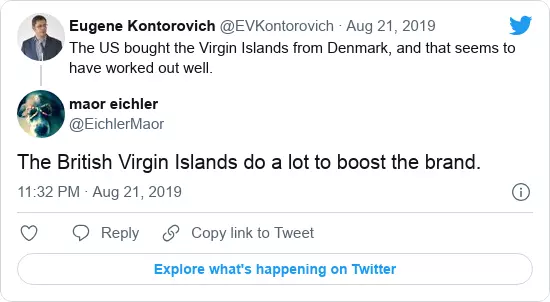 Eugene Kontorovich @EVKontorovich · Aug 21, 2019
The US bought the Virgin Islands from Denmark, and that seems to
have worked out well.
maor eichler
@EichlerMaor
The British Virgin Islands do a lot to boost the brand.
11:32 PM · Aug 21, 2019
Reply Copy link to Tweet
Explore what's happening on Twitter